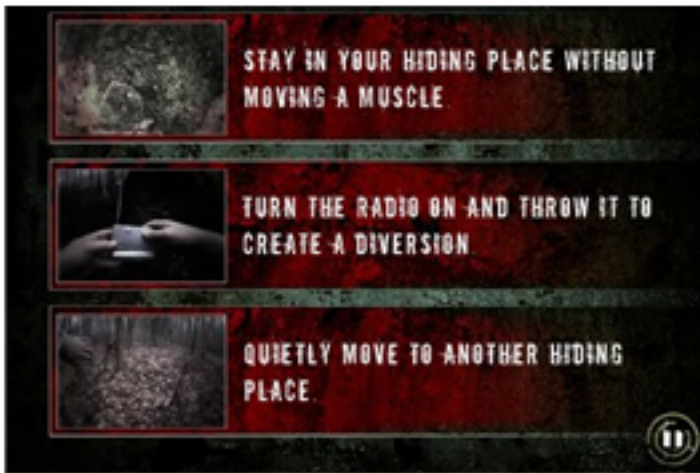 STAY IN YOUR HIDING PLACE WITHOUT
MOVING A MUSCLE.
TURN THE RADIO ON AND THROW IT TO
CREATE A DIVERSION.
QUIETLY MOVE TO ANOTHER HIDING
PLACE.